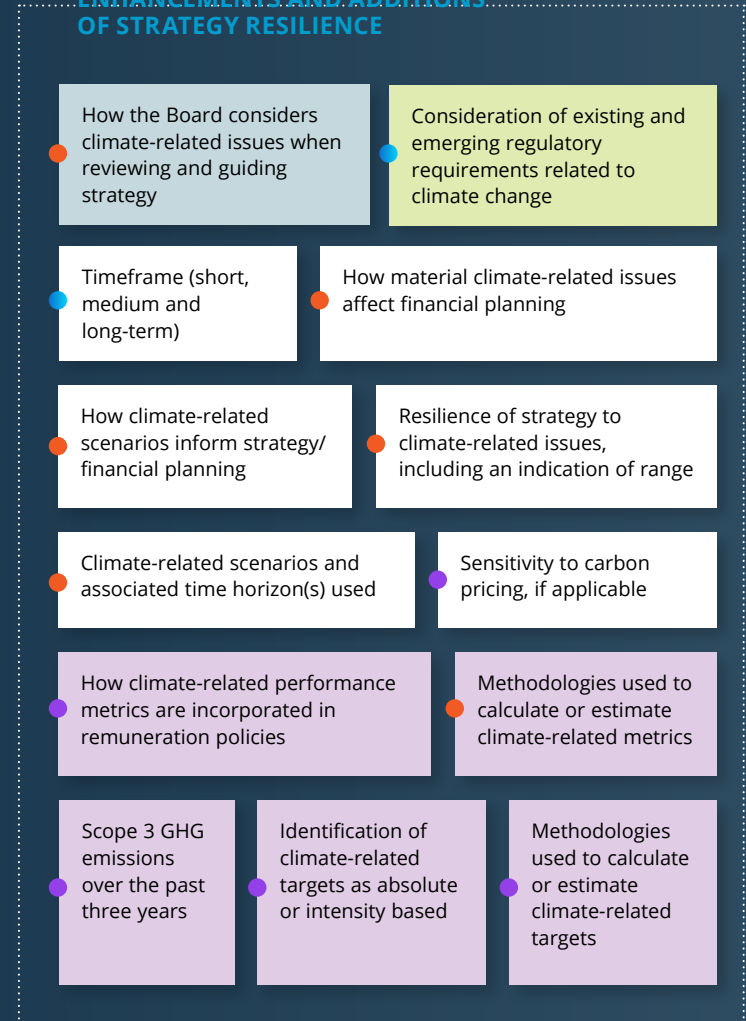 ENHANCEMENTS AND ADDITIONS
OF STRATEGY RESILIENCE
How the Board considers
climate-related issues when
reviewing and guiding
strategy
Consideration of existing and
emerging regulatory
requirements related to
climate change
Timeframe (short,
medium and
long-term)
How material climate-related issues
affect financial planning
How climate-related
scenarios inform strategy/
financial planning
Resilience of strategy to
climate-related issues,
including an indication of range
Climate-related scenarios and
associated time horizon(s) used
Sensitivity to carbon
pricing, if applicable
How climate-related performance
metrics are incorporated in
remuneration policies
Methodologies used to
calculate or estimate
climate-related metrics
Scope 3 GHG
emissions
over the past
three years
Identification of
climate-related
targets as absolute
or intensity based
Methodologies
used to calculate
or estimate
climate-related
targets